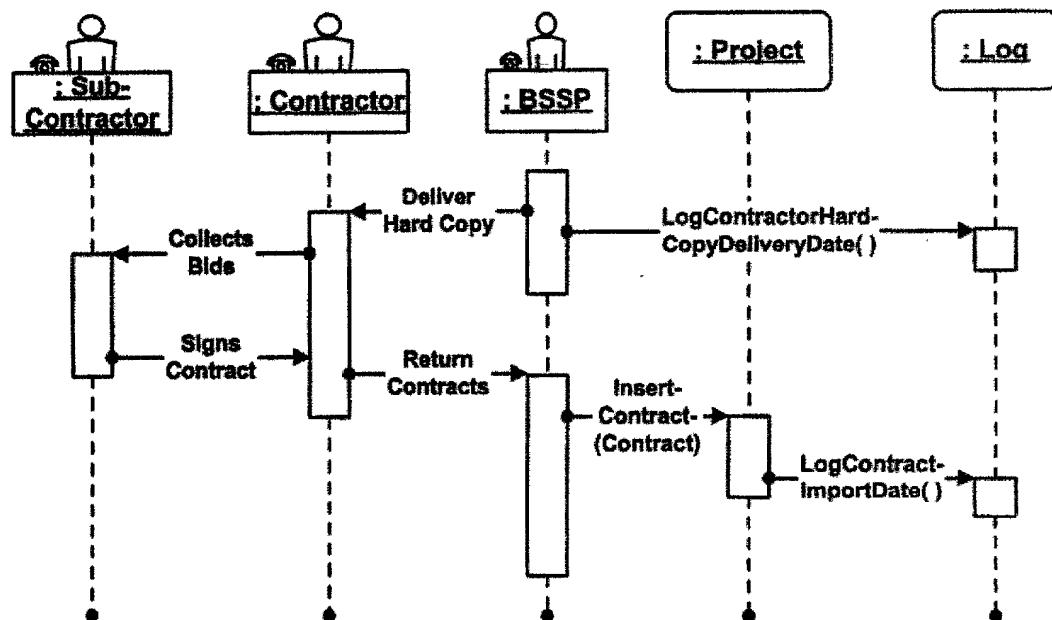 : Sub-
Contractor
: Contractor
: BSSP
: Project
: Log
Deliver
Hard Copy
LogContractorHard-
CopyDeliveryDate( )
Collects
Bids
Signs
Contract
Return
Contracts
Insert-
Contract-
(Contract)
LogContract-
ImportDate( )